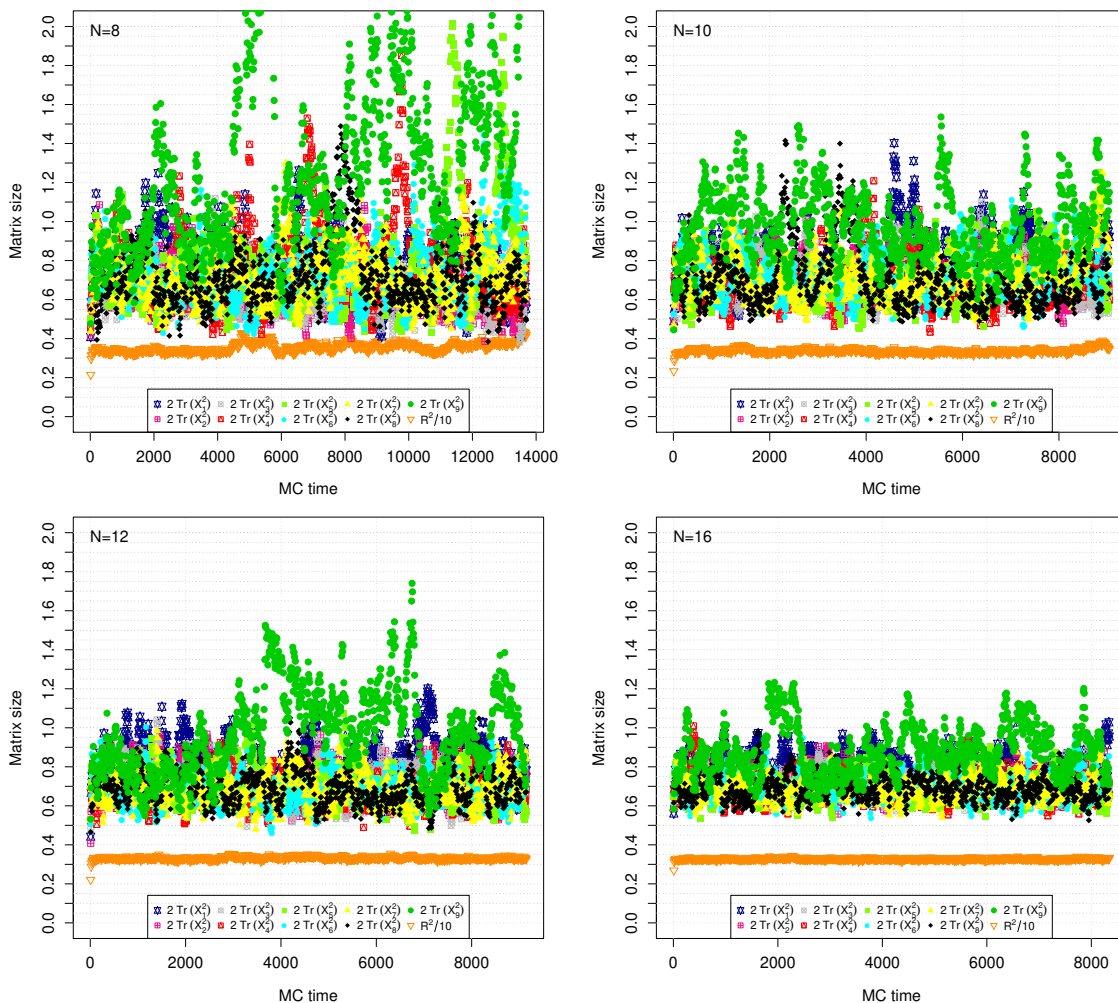 N=8
Matrix size
0.0 0.2 0.4 0.6 0.8 1.0 1.2 1.4 1.6 1.8 2.0
2 Tr (X₁²) 2 Tr (X₃²) 2 Tr (X₅²) 2 Tr (X₇²) 2 Tr (X₉²)
2 Tr (X₂²) 2 Tr (X₄²) 2 Tr (X₆²) 2 Tr (X₈²) R²/10
0 2000 4000 6000 8000 10000 12000 14000
MC time
N=10
Matrix size
0.0 0.2 0.4 0.6 0.8 1.0 1.2 1.4 1.6 1.8 2.0
2 Tr (X₁²) 2 Tr (X₃²) 2 Tr (X₅²) 2 Tr (X₇²) 2 Tr (X₉²)
2 Tr (X₂²) 2 Tr (X₄²) 2 Tr (X₆²) 2 Tr (X₈²) R²/10
0 2000 4000 6000 8000
MC time
N=12
Matrix size
0.0 0.2 0.4 0.6 0.8 1.0 1.2 1.4 1.6 1.8 2.0
2 Tr (X₁²) 2 Tr (X₃²) 2 Tr (X₅²) 2 Tr (X₇²) 2 Tr (X₉²)
2 Tr (X₂²) 2 Tr (X₄²) 2 Tr (X₆²) 2 Tr (X₈²) R²/10
0 2000 4000 6000 8000
MC time
N=16
Matrix size
0.0 0.2 0.4 0.6 0.8 1.0 1.2 1.4 1.6 1.8 2.0
2 Tr (X₁²) 2 Tr (X₃²) 2 Tr (X₅²) 2 Tr (X₇²) 2 Tr (X₉²)
2 Tr (X₂²) 2 Tr (X₄²) 2 Tr (X₆²) 2 Tr (X₈²) R²/10
0 2000 4000 6000 8000
MC time